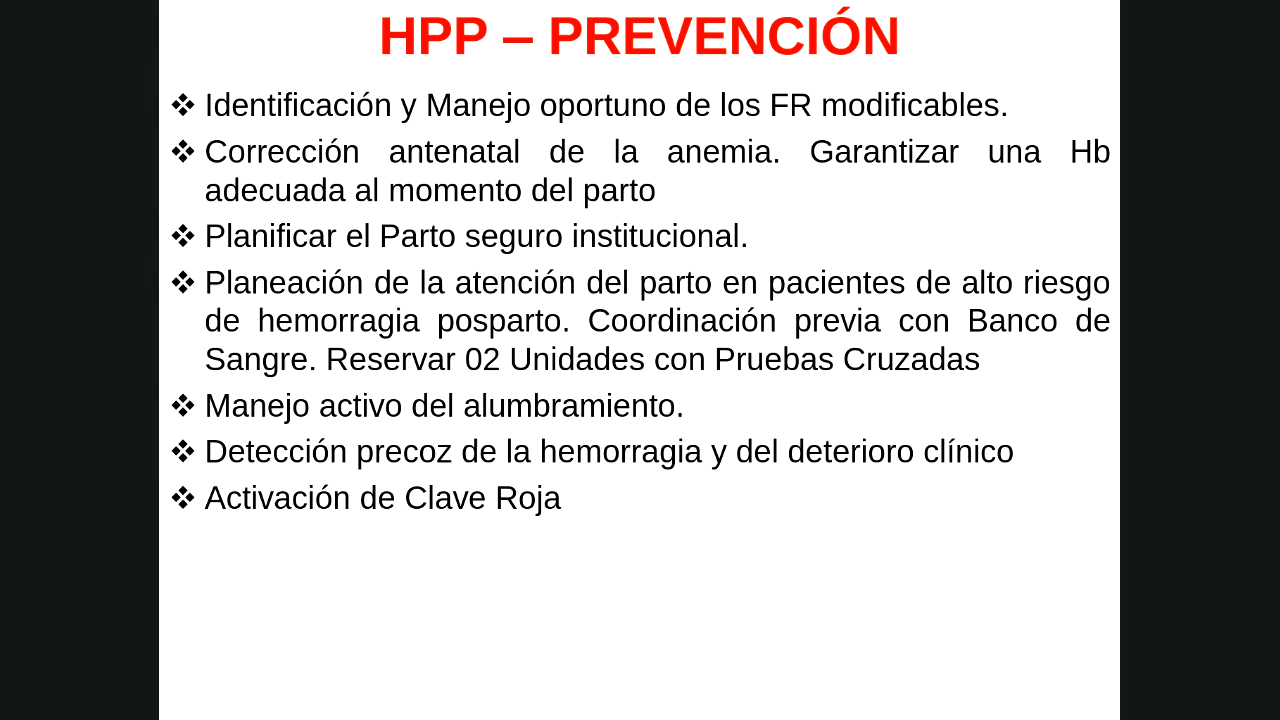 HPP – PREVENCIÓN
❖ Identificación y Manejo oportuno de los FR modificables.
❖ Corrección antenatal de la anemia. Garantizar una Hb
adecuada al momento del parto
❖ Planificar el Parto seguro institucional.
❖ Planeación de la atención del parto en pacientes de alto riesgo
de hemorragia posparto. Coordinación previa con Banco de
Sangre. Reservar 02 Unidades con Pruebas Cruzadas
❖ Manejo activo del alumbramiento.
❖ Detección precoz de la hemorragia y del deterioro clínico
❖ Activación de Clave Roja